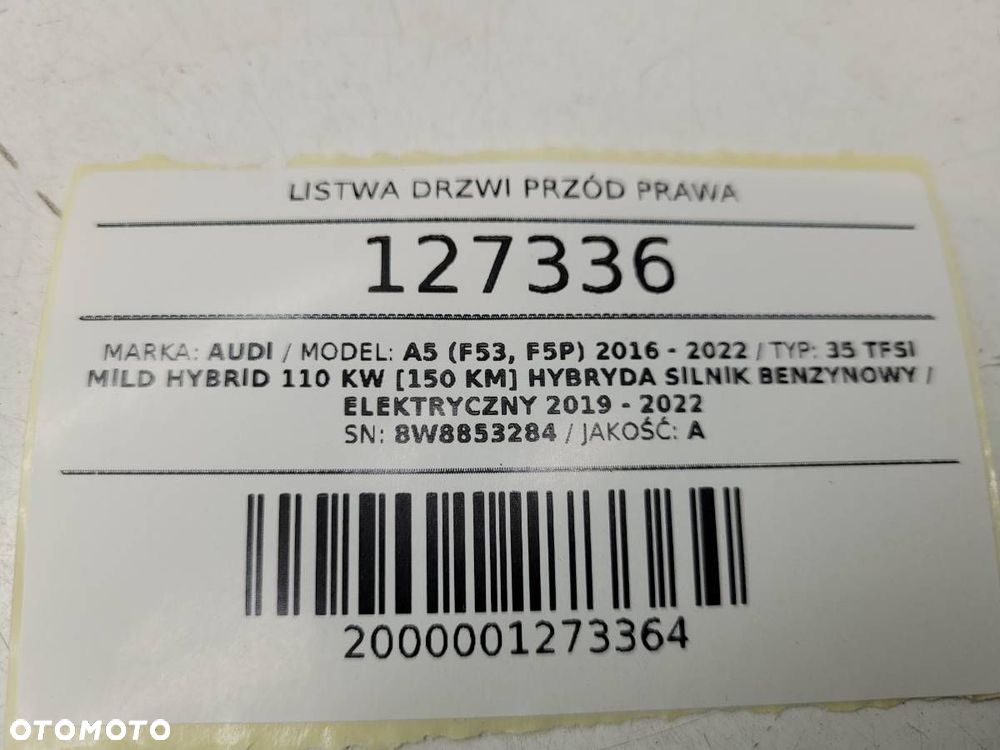 LISTWA DRZWI PRZÓD PRAWA
127336
MARKA: AUDI / MODEL: A5 (F53, F5P) 2016 - 2022 / TYP: 35 TFSI
MILD HYBRID 110 KW [150 KM] HYBRYDA SILNIK BENZYNOWY /
ELEKTRYCZNY 2019 - 2022
SN: 8W8853284 / JAKOŚĆ: A
2000001273364
OTOMOTO